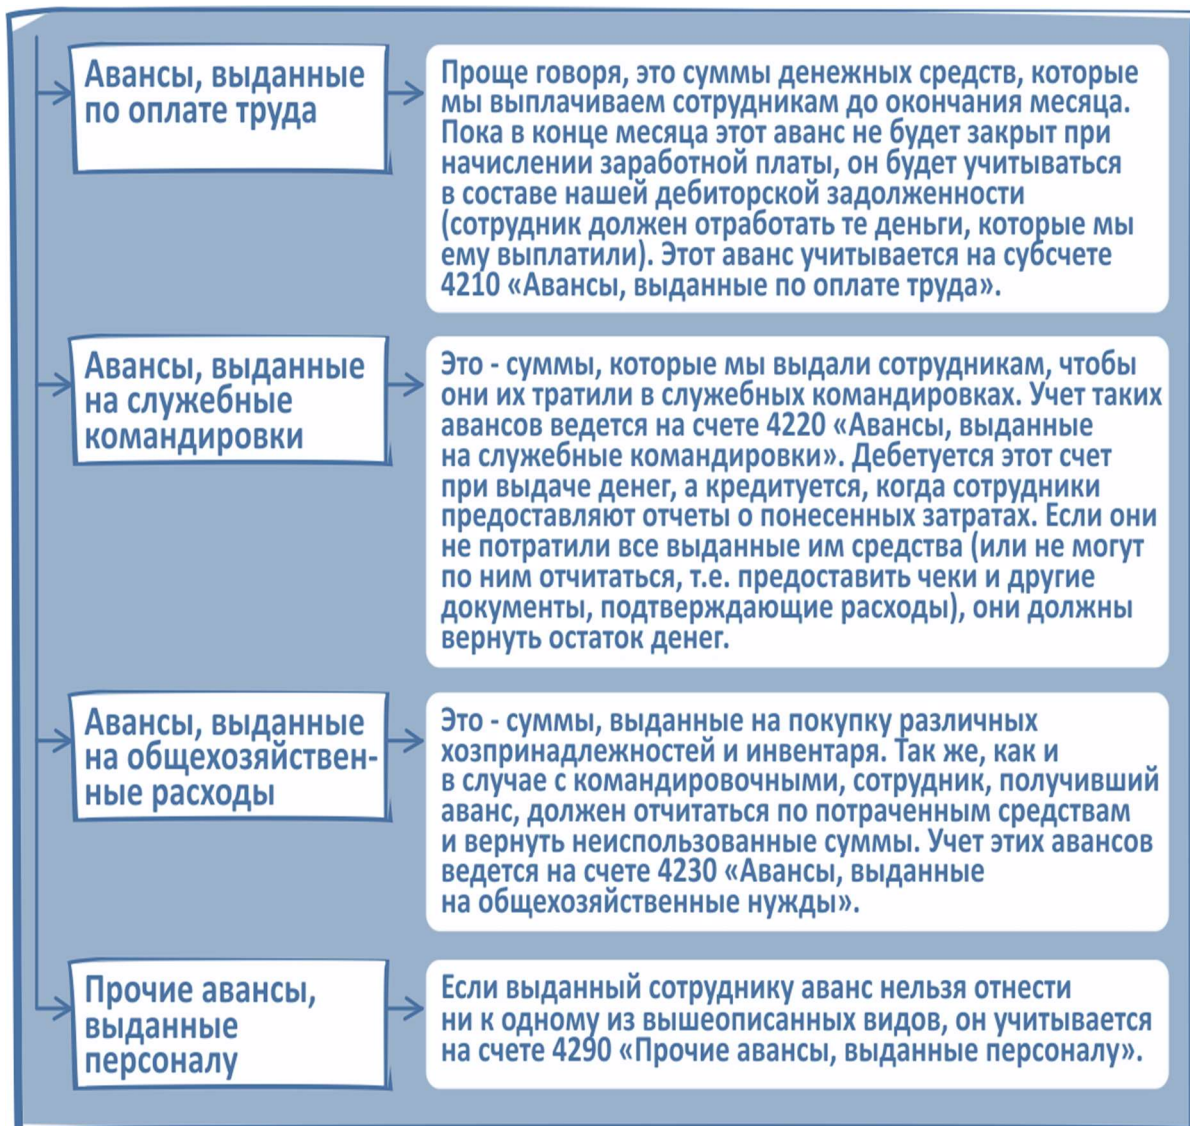 Авансы, выданные
по оплате труда
Проще говоря, это суммы денежных средств, которые
мы выплачиваем сотрудникам до окончания месяца.
Пока в конце месяца этот аванс не будет закрыт при
начислении заработной платы, он будет учитываться
в составе нашей дебиторской задолженности
(сотрудник должен отработать те деньги, которые мы
ему выплатили). Этот аванс учитывается на субсчете
4210 «Авансы, выданные по оплате труда».
Авансы, выданные
на служебные
командировки
Это - суммы, которые мы выдали сотрудникам, чтобы
они их тратили в служебных командировках. Учет таких
авансов ведется на счете 4220 «Авансы, выданные
на служебные командировки». Дебетуется этот счет
при выдаче денег, а кредитуется, когда сотрудники
предоставляют отчеты о понесенных затратах. Если они
не потратили все выданные им средства (или не могут
по ним отчитаться, т.е. предоставить чеки и другие
документы, подтверждающие расходы), они должны
вернуть остаток денег.
Авансы, выданные
на общехозяйствен-
ные расходы
Это - суммы, выданные на покупку различных
хозпринадлежностей и инвентаря. Так же, как и
в случае с командировочными, сотрудник, получивший
аванс, должен отчитаться по потраченным средствам
и вернуть неиспользованные суммы. Учет этих авансов
ведется на счете 4230 «Авансы, выданные
на общехозяйственные нужды».
Прочие авансы,
выданные
персоналу
Если выданный сотруднику аванс нельзя отнести
ни к одному из вышеописанных видов, он учитывается
на счете 4290 «Прочие авансы, выданные персоналу».